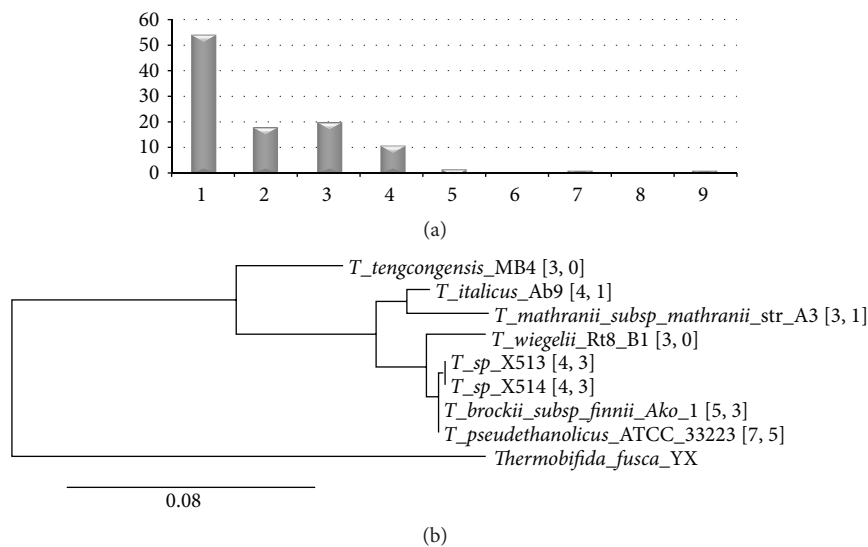 60
50
40
30
20
10
0
1 2 3 4 5 6 7 8 9
(a)
T_tengcongensis_MB4 [3, 0]
T_italicus_Ab9 [4, 1]
T_mathranii_subsp_mathranii_str_A3 [3, 1]
T_wiegelii_Rt8_B1 [3, 0]
T_sp_X513 [4, 3]
T_sp_X514 [4, 3]
T_brockii_subsp_finnii_Ako_1 [5, 3]
T_pseudethanolicus_ATCC_33223 [7, 5]
Thermobifida_fusca_YX
0.08
(b)